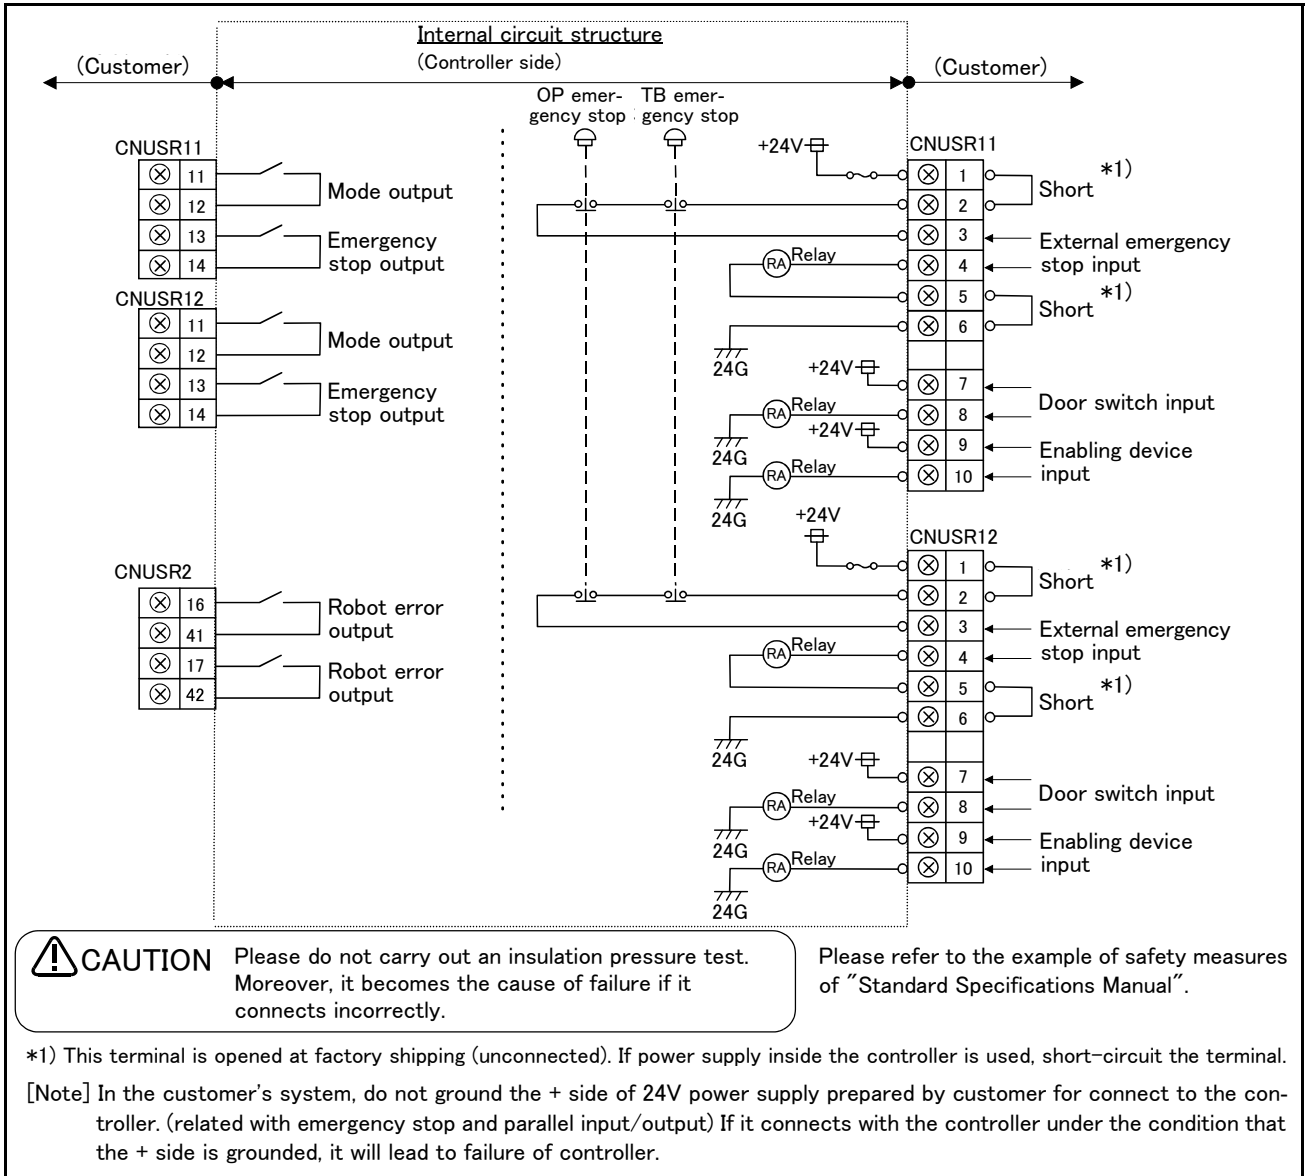 Internal circuit structure
(Controller side)
(Customer)
(Customer)
OP emer-
gency stop
TB emer-
gency stop
CNUSR11
11
12
13
14
Mode output
Emergency
stop output
CNUSR12
11
12
13
14
Mode output
Emergency
stop output
CNUSR2
16
41
17
42
Robot error
output
Robot error
output
+24V
CNUSR11
1
2
3
4
5
6
7
8
9
10
Short *1)
External emergency
stop input
Short *1)
Door switch input
Enabling device
input
RA Relay
24G
+24V
RA Relay
24G
+24V
RA Relay
24G
+24V
CNUSR12
1
2
3
4
5
6
7
8
9
10
Short *1)
External emergency
stop input
Short *1)
Door switch input
Enabling device
input
RA Relay
24G
+24V
RA Relay
24G
+24V
RA Relay
24G
CAUTION
Please do not carry out an insulation pressure test.
Moreover, it becomes the cause of failure if it
connects incorrectly.
Please refer to the example of safety measures
of "Standard Specifications Manual".
*1) This terminal is opened at factory shipping (unconnected). If power supply inside the controller is used, short-circuit the terminal.
[Note] In the customer's system, do not ground the + side of 24V power supply prepared by customer for connect to the con-
troller. (related with emergency stop and parallel input/output) If it connects with the controller under the condition that
the + side is grounded, it will lead to failure of controller.